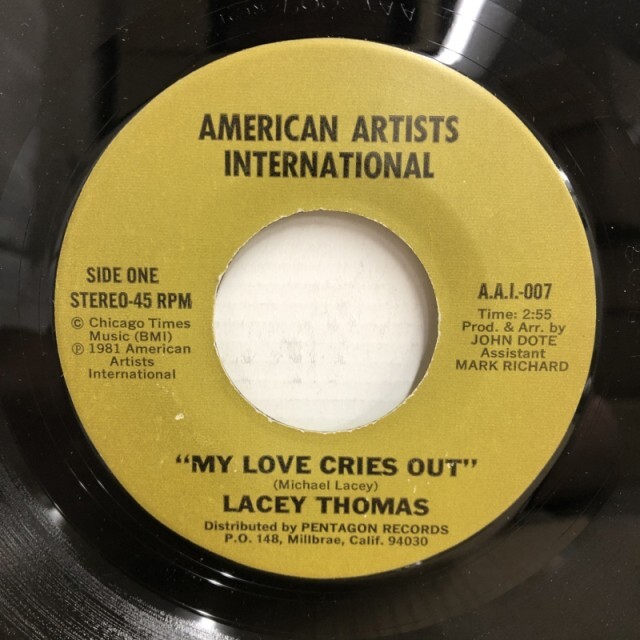 AMERICAN ARTISTS
INTERNATIONAL
SIDE ONE
STEREO-45 RPM
© Chicago Times
Music (BMI)
℗ 1981 American
Artists
International
A.A.I.-007
Time: 2:55
Prod. & Arr. by
JOHN DOTE
Assistant
MARK RICHARD
"MY LOVE CRIES OUT"
(Michael Lacey)
LACEY THOMAS
Distributed by PENTAGON RECORDS
P.O. 148, Millbrae, Calif. 94030